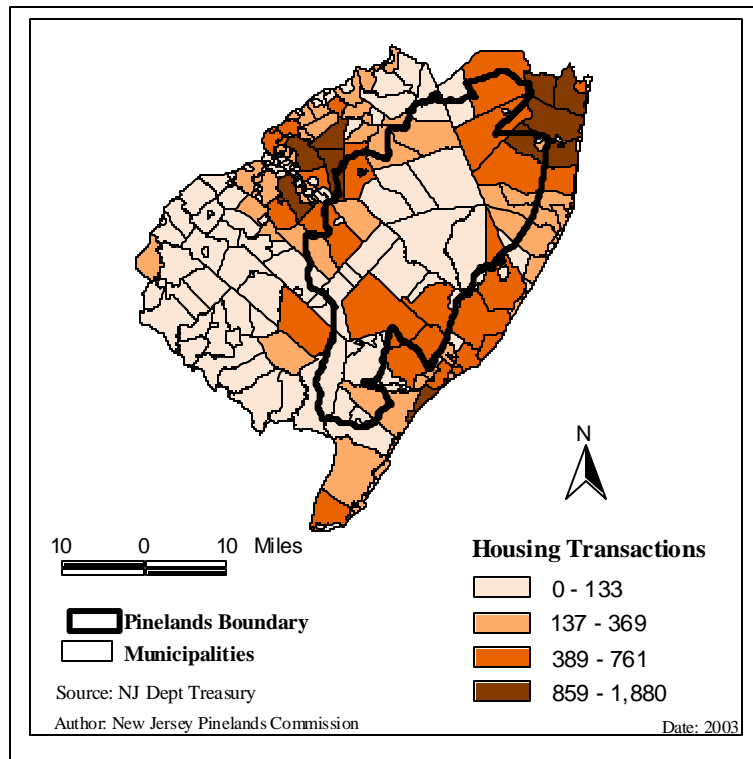 N
10 0 10 Miles
Pinelands Boundary
Municipalities
Source: NJ Dept Treasury
Author: New Jersey Pinelands Commission
Housing Transactions
0 - 133
137 - 369
389 - 761
859 - 1,880
Date: 2003